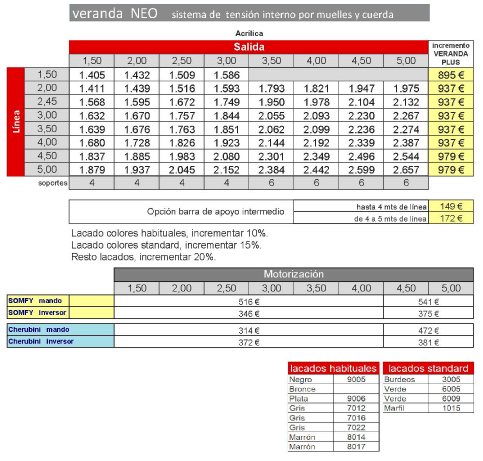 veranda NEO sistema de tensión interno por muelles y cuerda
Acrílica
Salida
incremento VERANDA PLUS
1,50 2,00 2,50 3,00 3,50 4,00 4,50 5,00
Línea
1,50 1.405 1.432 1.509 1.586 895 €
2,00 1.411 1.439 1.516 1.593 1.793 1.821 1.947 1.975 937 €
2,45 1.568 1.595 1.672 1.749 1.950 1.978 2.104 2.132 937 €
3,00 1.632 1.670 1.757 1.844 2.055 2.093 2.230 2.267 937 €
3,50 1.639 1.676 1.763 1.851 2.062 2.099 2.236 2.274 937 €
4,00 1.680 1.728 1.826 1.923 2.144 2.192 2.339 2.387 937 €
4,50 1.837 1.885 1.983 2.080 2.301 2.349 2.496 2.544 979 €
5,00 1.879 1.937 2.045 2.152 2.384 2.442 2.599 2.657 979 €
soportes 4 4 4 4 6 6 6 6
Opción barra de apoyo intermedio
hasta 4 mts de línea 149 €
de 4 a 5 mts de línea 172 €
Lacado colores habituales, incrementar 10%.
Lacado colores standard, incrementar 15%.
Resto lacados, incrementar 20%.
Motorización
1,50 2,00 2,50 3,00 3,50 4,00 4,50 5,00
SOMFY mando 516 € 541 €
SOMFY inversor 346 € 375 €
Cherubini mando 314 € 472 €
Cherubini inversor 372 € 381 €
lacados habituales lacados standard
Negro 9005 Burdeos 3005
Bronce Verde 6005
Plata 9006 Verde 6009
Gris 7012 Marfil 1015
Gris 7016
Gris 7022
Marrón 8014
Marrón 8017